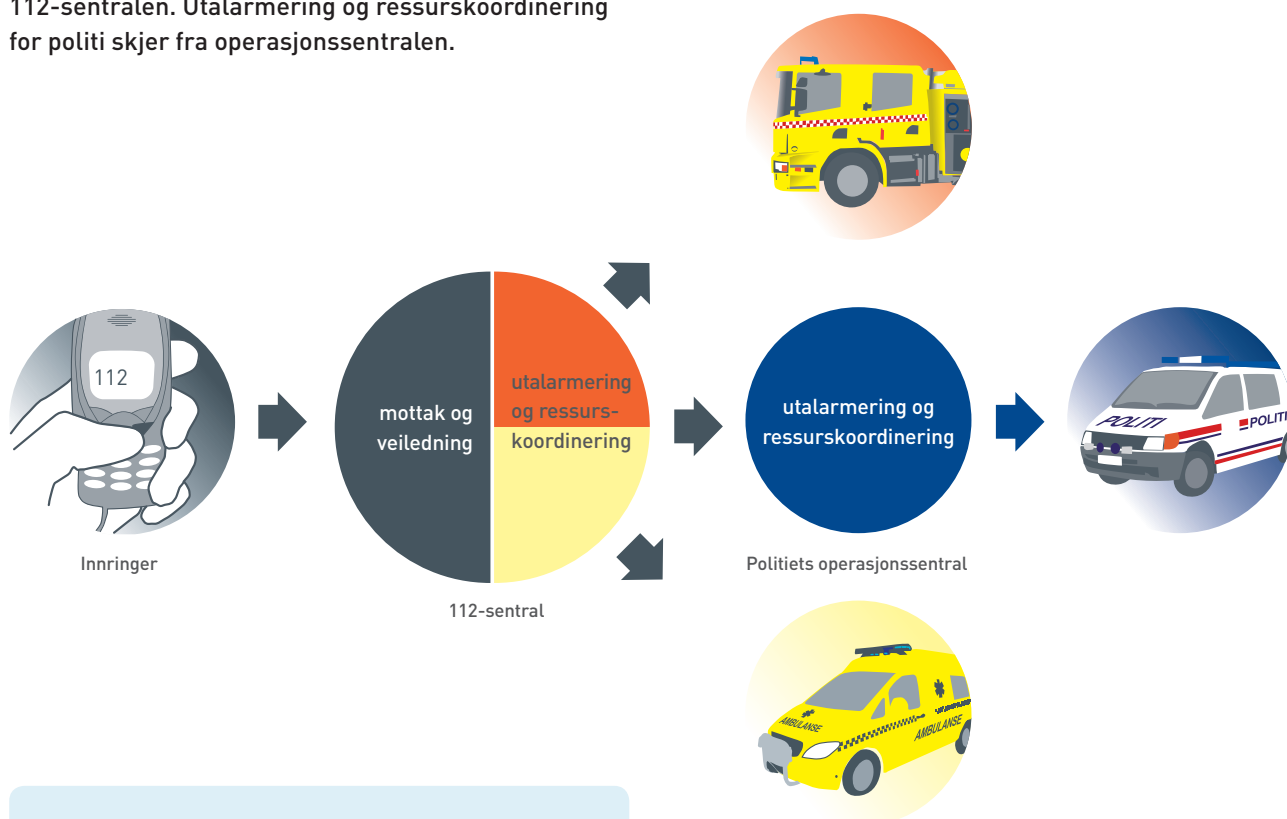 112-sentralen. Utalarmering og ressurskoordinering
for politi skjer fra operasjonssentralen.
112
Innringer
mottak og
veiledning
utalarmering
og ressurs-
koordinering
112-sentral
utalarmering og
ressurskoordinering
Politiets operasjonssentral
POLITI
POLITI
AMBULANSE
AMBULANSE